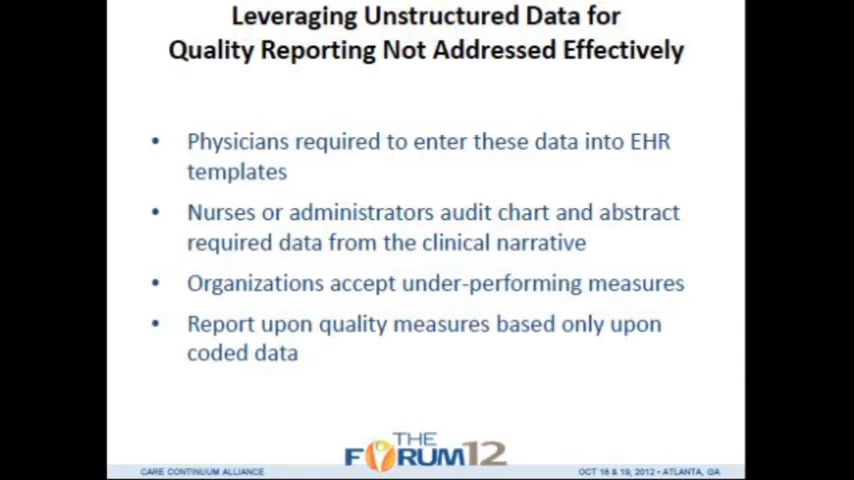 Leveraging Unstructured Data for
Quality Reporting Not Addressed Effectively
• Physicians required to enter these data into EHR
templates
• Nurses or administrators audit chart and abstract
required data from the clinical narrative
• Organizations accept under-performing measures
• Report upon quality measures based only upon
coded data
THE
FORUM12
CARE CONTINUUM ALLIANCE
OCT 18 & 19, 2012 • ATLANTA, GA